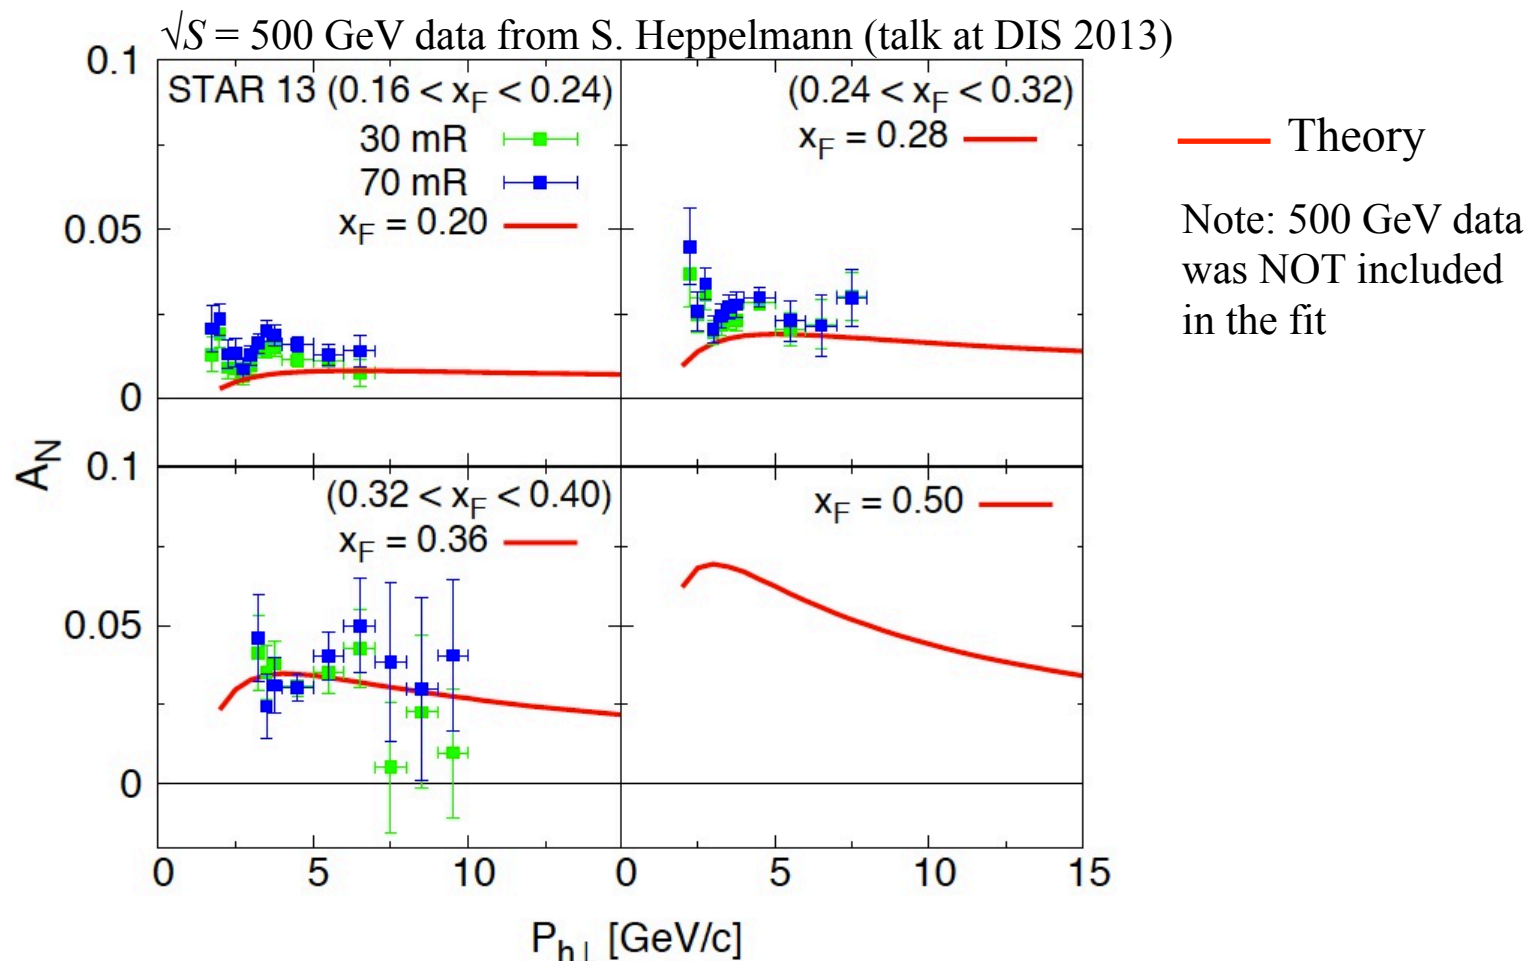 √S = 500 GeV data from S. Heppelmann (talk at DIS 2013)
0.1
STAR 13 (0.16 < x_F < 0.24)
30 mR
70 mR
x_F = 0.20
(0.24 < x_F < 0.32)
x_F = 0.28
Theory
Note: 500 GeV data
was NOT included
in the fit
0.05
0
A_N
0.1
(0.32 < x_F < 0.40)
x_F = 0.36
x_F = 0.50
0.05
0
0 5 10 0 5 10 15
P_h⊥ [GeV/c]